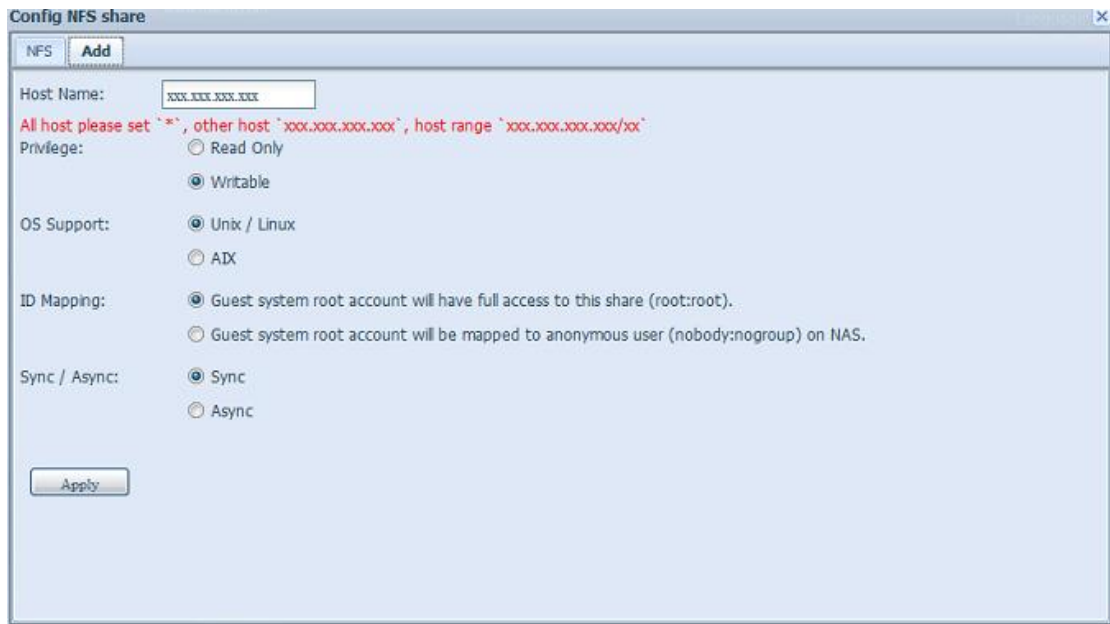 Config NFS share
NFS Add
Host Name: xxx.xxx.xxx.xxx
All host please set `*`, other host `xxx.xxx.xxx.xxx`, host range `xxx.xxx.xxx.xxx/xx`
Privilege: Read Only
Writable
OS Support: Unix / Linux
AIX
ID Mapping: Guest system root account will have full access to this share (root:root).
Guest system root account will be mapped to anonymous user (nobody:nogroup) on NAS.
Sync / Async: Sync
Async
Apply